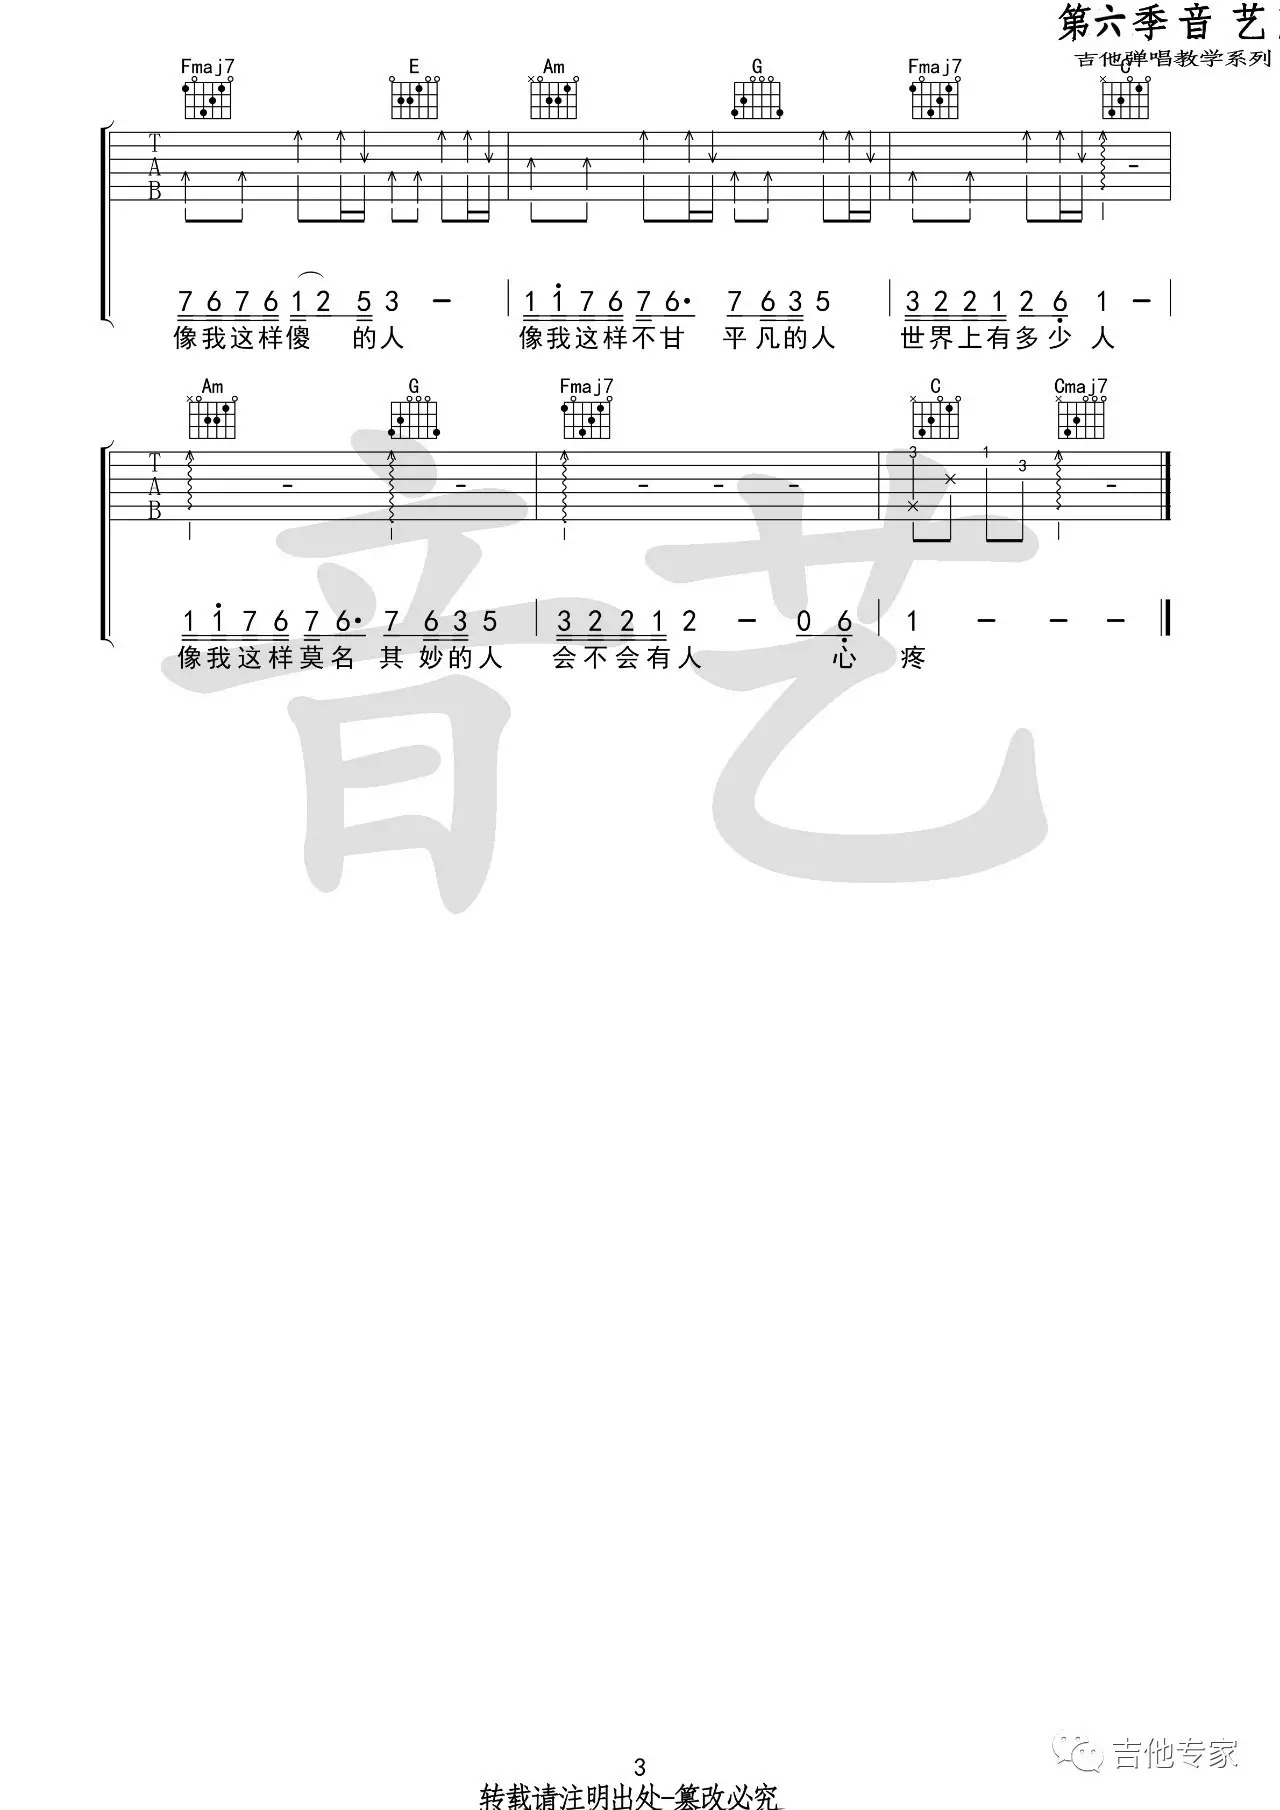 第六季音 艺
吉他弹唱教学系列
Fmaj7 E Am G Fmaj7 C
T
A
B
7 6 7 6 1 2 5 3 - 1 1 7 6 7 6· 7 6 3 5 3 2 2 1 2 6 1 -
像我这样傻 的人 像我这样不甘 平凡的人 世界上有多少人
Am G Fmaj7 C Cmaj7
3 1 3
T
A
B
1 1 7 6 7 6· 7 6 3 5 3 2 2 1 2 - 0 6 1 - - -
像我这样莫名 其妙的人 会不会有人 心 疼
音艺
吉他专家
3
转载请注明出处-篡改必究